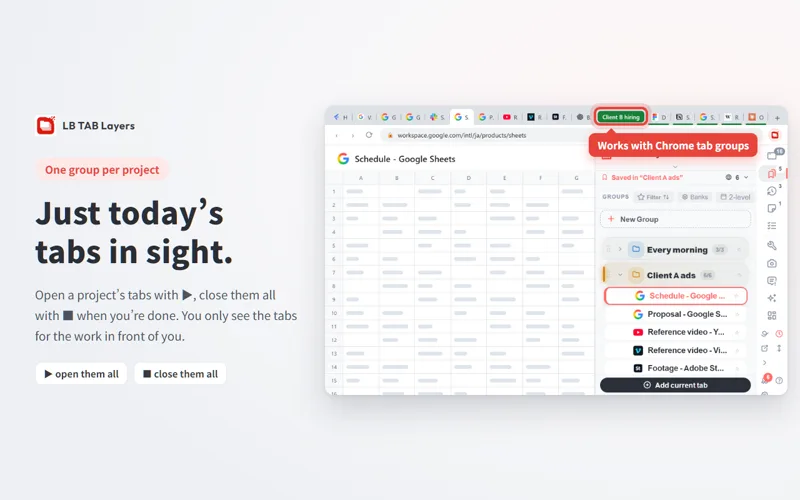 LB TAB Layers
One group per project
Just today's
tabs in sight.
Open a project's tabs with ▶, close them all
with ■ when you're done. You only see the tabs
for the work in front of you.
▶ open them all
■ close them all
H
V.
G
G
S.
S.
P.
R
R
F.
B
Client B hiring
D
S.
S.
R
O
+
workspace.google.com/intl/ja/products/sheets
Works with Chrome tab groups
Schedule - Google Sheets
Saved in "Client A ads"
6
GROUPS
Filter
Banks
2-level
+ New Group
Every morning 3/3
Client A ads 5/5
Schedule - Google ...
Proposal - Google S...
Reference video - Y...
Reference video - Vi...
Footage - Adobe St...
Add current tab
A B C D E F G
1
2
3
4
5
6
7
8
9
10
11
12
13
14
15
16
5
3
1